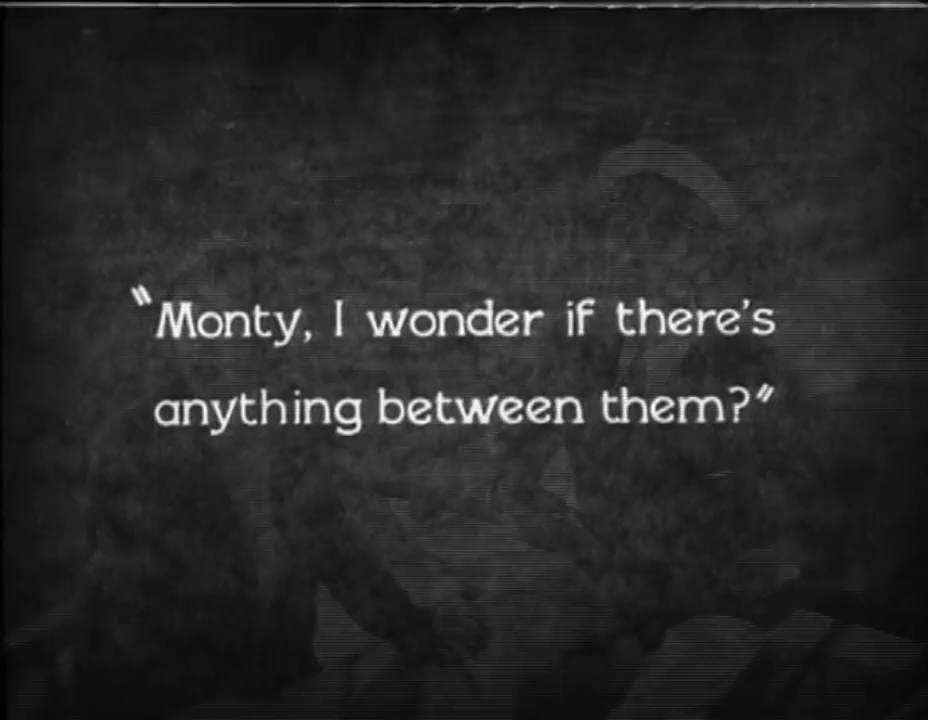 "Monty, I wonder if there's
anything between them?"